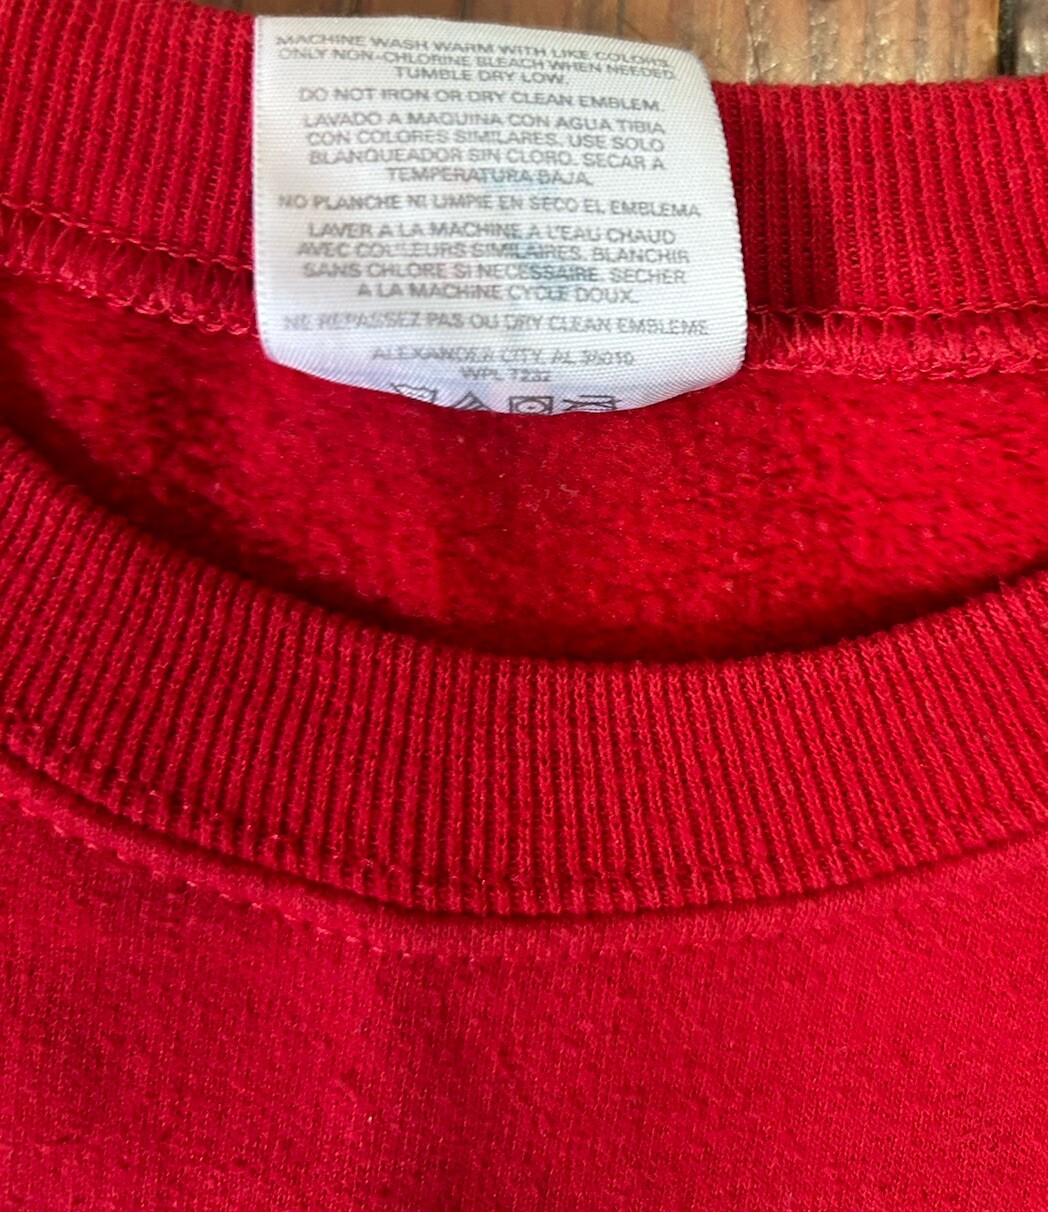 MACHINE WASH WARM WITH LIKE COLORS.
ONLY NON-CHLORINE BLEACH WHEN NEEDED.
TUMBLE DRY LOW.
DO NOT IRON OR DRY CLEAN EMBLEM.
LAVADO A MAQUINA CON AGUA TIBIA
CON COLORES SIMILARES. USE SOLO
BLANQUEADOR SIN CLORO. SECAR A
TEMPERATURA BAJA.
NO PLANCHE NI LIMPIE EN SECO EL EMBLEMA
LAVER A LA MACHINE A L'EAU CHAUD
AVEC COULEURS SIMILAIRES. BLANCHIR
SANS CHLORE SI NECESSAIRE. SECHER
A LA MACHINE CYCLE DOUX.
NE REPASSEZ PAS OU DRY CLEAN EMBLEME
ALEXANDER CITY, AL 35010
WPL 7232